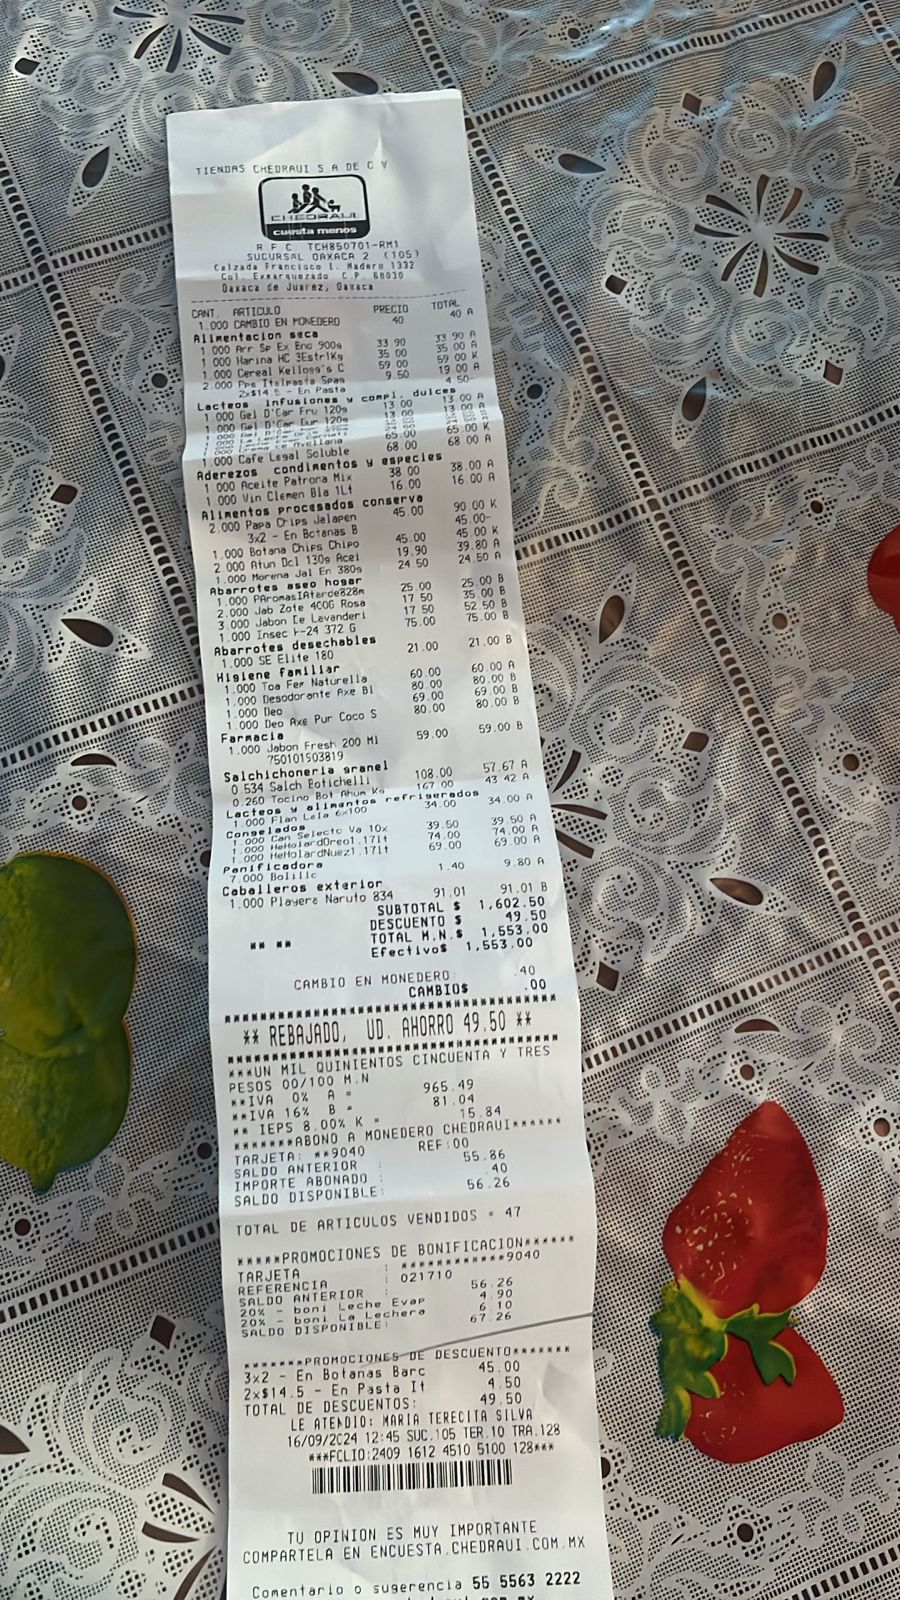 TIENDAS CHEDRAUI S A DE C V
CHEDRAUI
cuesta menos
R F C TCH850701-RM1
SUCURSAL OAXACA 2 (105)
Calzada Francisco I. Madero 1332
Col. Exmarquezado C.P. 68030
Oaxaca de Juarez, Oaxaca
CANT. ARTICULO PRECIO TOTAL
1.000 CAMBIO EN MONEDERO 40 40 A
Alimentacion seca
1.000 Arr Sp Ex Eno 900g 33 90 33 90 A
1.000 Harina HC 3Estr1Kg 35 00 35 00 A
1.000 Cereal Kellogg's C 59 00 59 00 K
2.000 Pps Italpasta Spag 9.50 19 00 A
2x$14.5 - En Pasta 4 50-
Lacteos infusiones y compl. dulces
1 000 Gel D'Car Fru 120g 13 00 13 00 A
1 000 Gel D'Car Dur 120g 13 00 13 00 A
65.00 65 00 K
1 000 Cafe Legal Soluble 68.00 68 00 A
Aderezos condimentos y especies
1 000 Aceite Patrona Mix 38 00 38.00 A
1 000 Vin Clemen Bla 1Lt 16.00 16.00 A
Alimentos procesados conserva
2.000 Papa Chips Jalapen 45.00 90 00 K
3x2 - En Botanas B 45.00-
1.000 Botana Chips Chipo 45.00 45 00 K
2 000 Atun Dcl 130g Acei 19.90 39.80 A
1.000 Morena Jal En 380g 24 50 24.50 A
Abarrotes aseo hogar
1.000 PAromasIAtarde828m 25.00 25.00 B
2.000 Jab Zote 400G Rosa 17 50 35.00 B
3.000 Jabon De Lavanderi 17 50 52 50 B
1.000 Insec H-24 372 G 75.00 75.00 B
Abarrotes desechables
1.000 SE Elite 180 21.00 21.00 B
Higiene familiar
1.000 Toa Fem Naturella 60.00 60.00 A
1 000 Desodorante Axe Bl 80.00 80.00 B
1 000 Deo 69.00 69.00 B
1 000 Deo Axe Pur Coco S 80.00 80.00 B
Farmacia
1.000 Jabon Fresh 200 Ml 59.00 59.00 B
750101903819
Salchichoneria granel
0 534 Salch Botichelli 108.00 57.67 A
0.260 Tocino Bot Ahum Kg 167.00 43.42 A
Lacteos y alimentos refrigerados
1.000 Flan Lala 6x100 34.00 34.00 A
Congelados
1.000 Can Selecto Va 10x 39.50 39.50 A
1.000 HeHolardOreo1.17lt 74.00 74.00 A
1.000 HeHolardNuez1.17lt 69.00 69.00 A
Panificadora
7.000 Bolillo 1.40 9.80 A
Caballeros exterior
1.000 Playera Naruto 834 91.01 91.01 B
SUBTOTAL $ 1,602.50
DESCUENTO $ 49.50
** ** TOTAL M.N.$ 1,553.00
Efectivo$ 1,553.00
CAMBIO EN MONEDERO .40
CAMBIO$ .00
** REBAJADO, UD. AHORRO 49.50 **
***UN MIL QUINIENTOS CINCUENTA Y TRES
PESOS 00/100 M.N
**IVA 0% A = 965.49
**IVA 16% B = 81.04
** IEPS 8.00% K = 15.84
*******ABONO A MONEDERO CHEDRAUI******
TARJETA: **9040 REF:00
SALDO ANTERIOR : 55.86
IMPORTE ABONADO : .40
SALDO DISPONIBLE: 56.26
TOTAL DE ARTICULOS VENDIDOS = 47
*****PROMOCIONES DE BONIFICACION******
TARJETA : ************9040
REFERENCIA : 021710
SALDO ANTERIOR : 56.26
20% - boni Leche Evap 4.90
20% - boni La Lechera 6.10
SALDO DISPONIBLE: 67.26
*******PROMOCIONES DE DESCUENTO*******
3x2 - En Botanas Barc 45.00
2x$14.5 - En Pasta It 4.50
TOTAL DE DESCUENTOS: 49.50
LE ATENDIO: MARIA TERECITA SILVA
16/09/2024 12:45 SUC.105 TER.10 TRA.128
***FOLIO:2409 1612 4510 5100 128***
TU OPINION ES MUY IMPORTANTE
COMPARTELA EN ENCUESTA.CHEDRAUI.COM.MX
Comentario o sugerencia 55 5563 2222